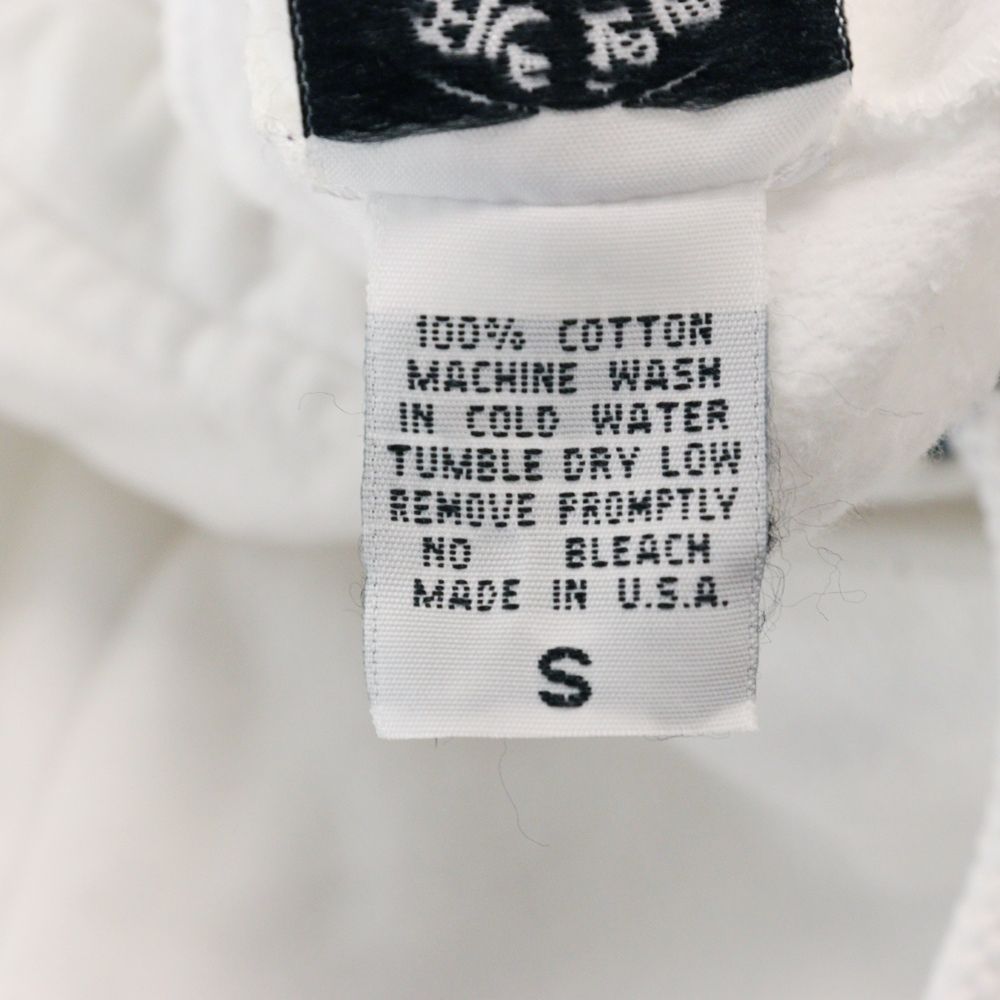 100% COTTON
MACHINE WASH
IN COLD WATER
TUMBLE DRY LOW
REMOVE PROMPTLY
NO BLEACH
MADE IN U.S.A.
S